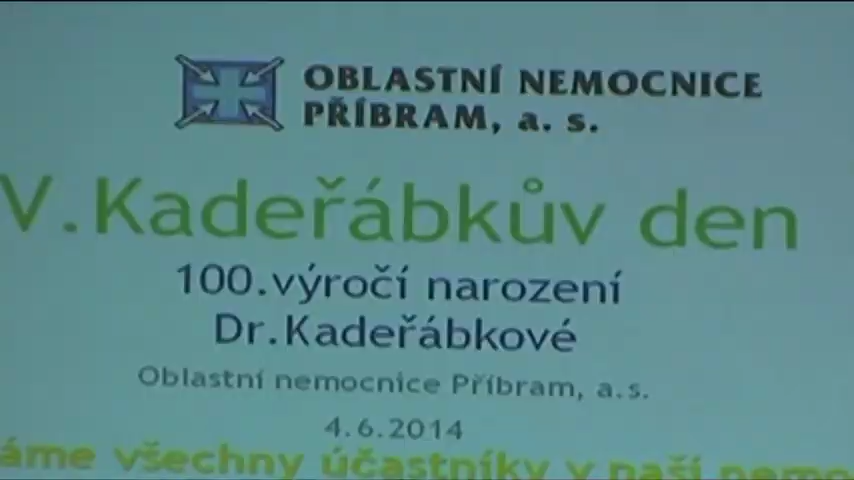 OBLASTNÍ NEMOCNICE
PŘÍBRAM, a. s.
V.Kadeřábkův den
100.výročí narození
Dr.Kadeřábkové
Oblastní nemocnice Příbram, a.s.
4.6.2014
všechny účastníky v naší